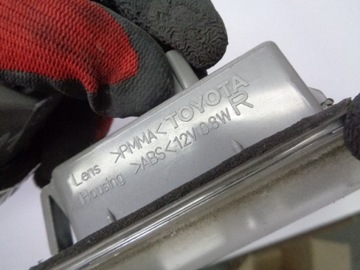 Lens >PMMA< TOYOTA
Housing >ABS< 12V 0.8W R